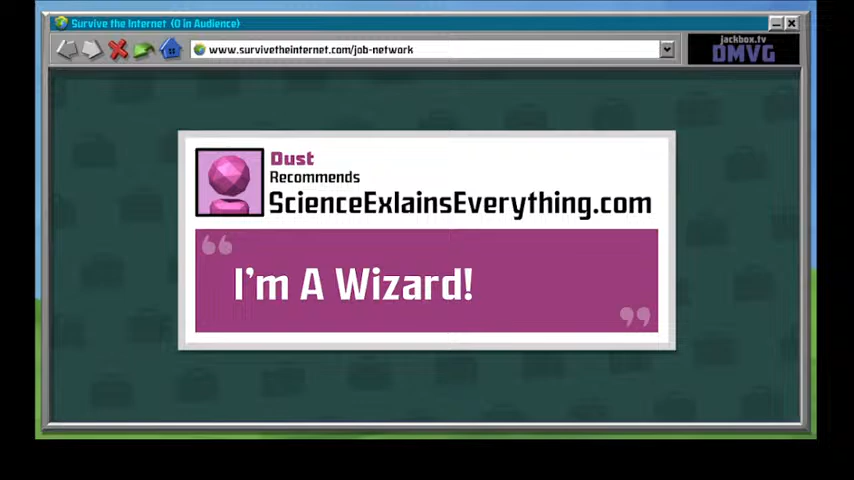 Survive the Internet (0 in Audience)
www.survivetheinternet.com/job-network
jackbox.tv
DMVG
Dust
Recommends
ScienceExlainsEverything.com
“
I'm A Wizard!
”